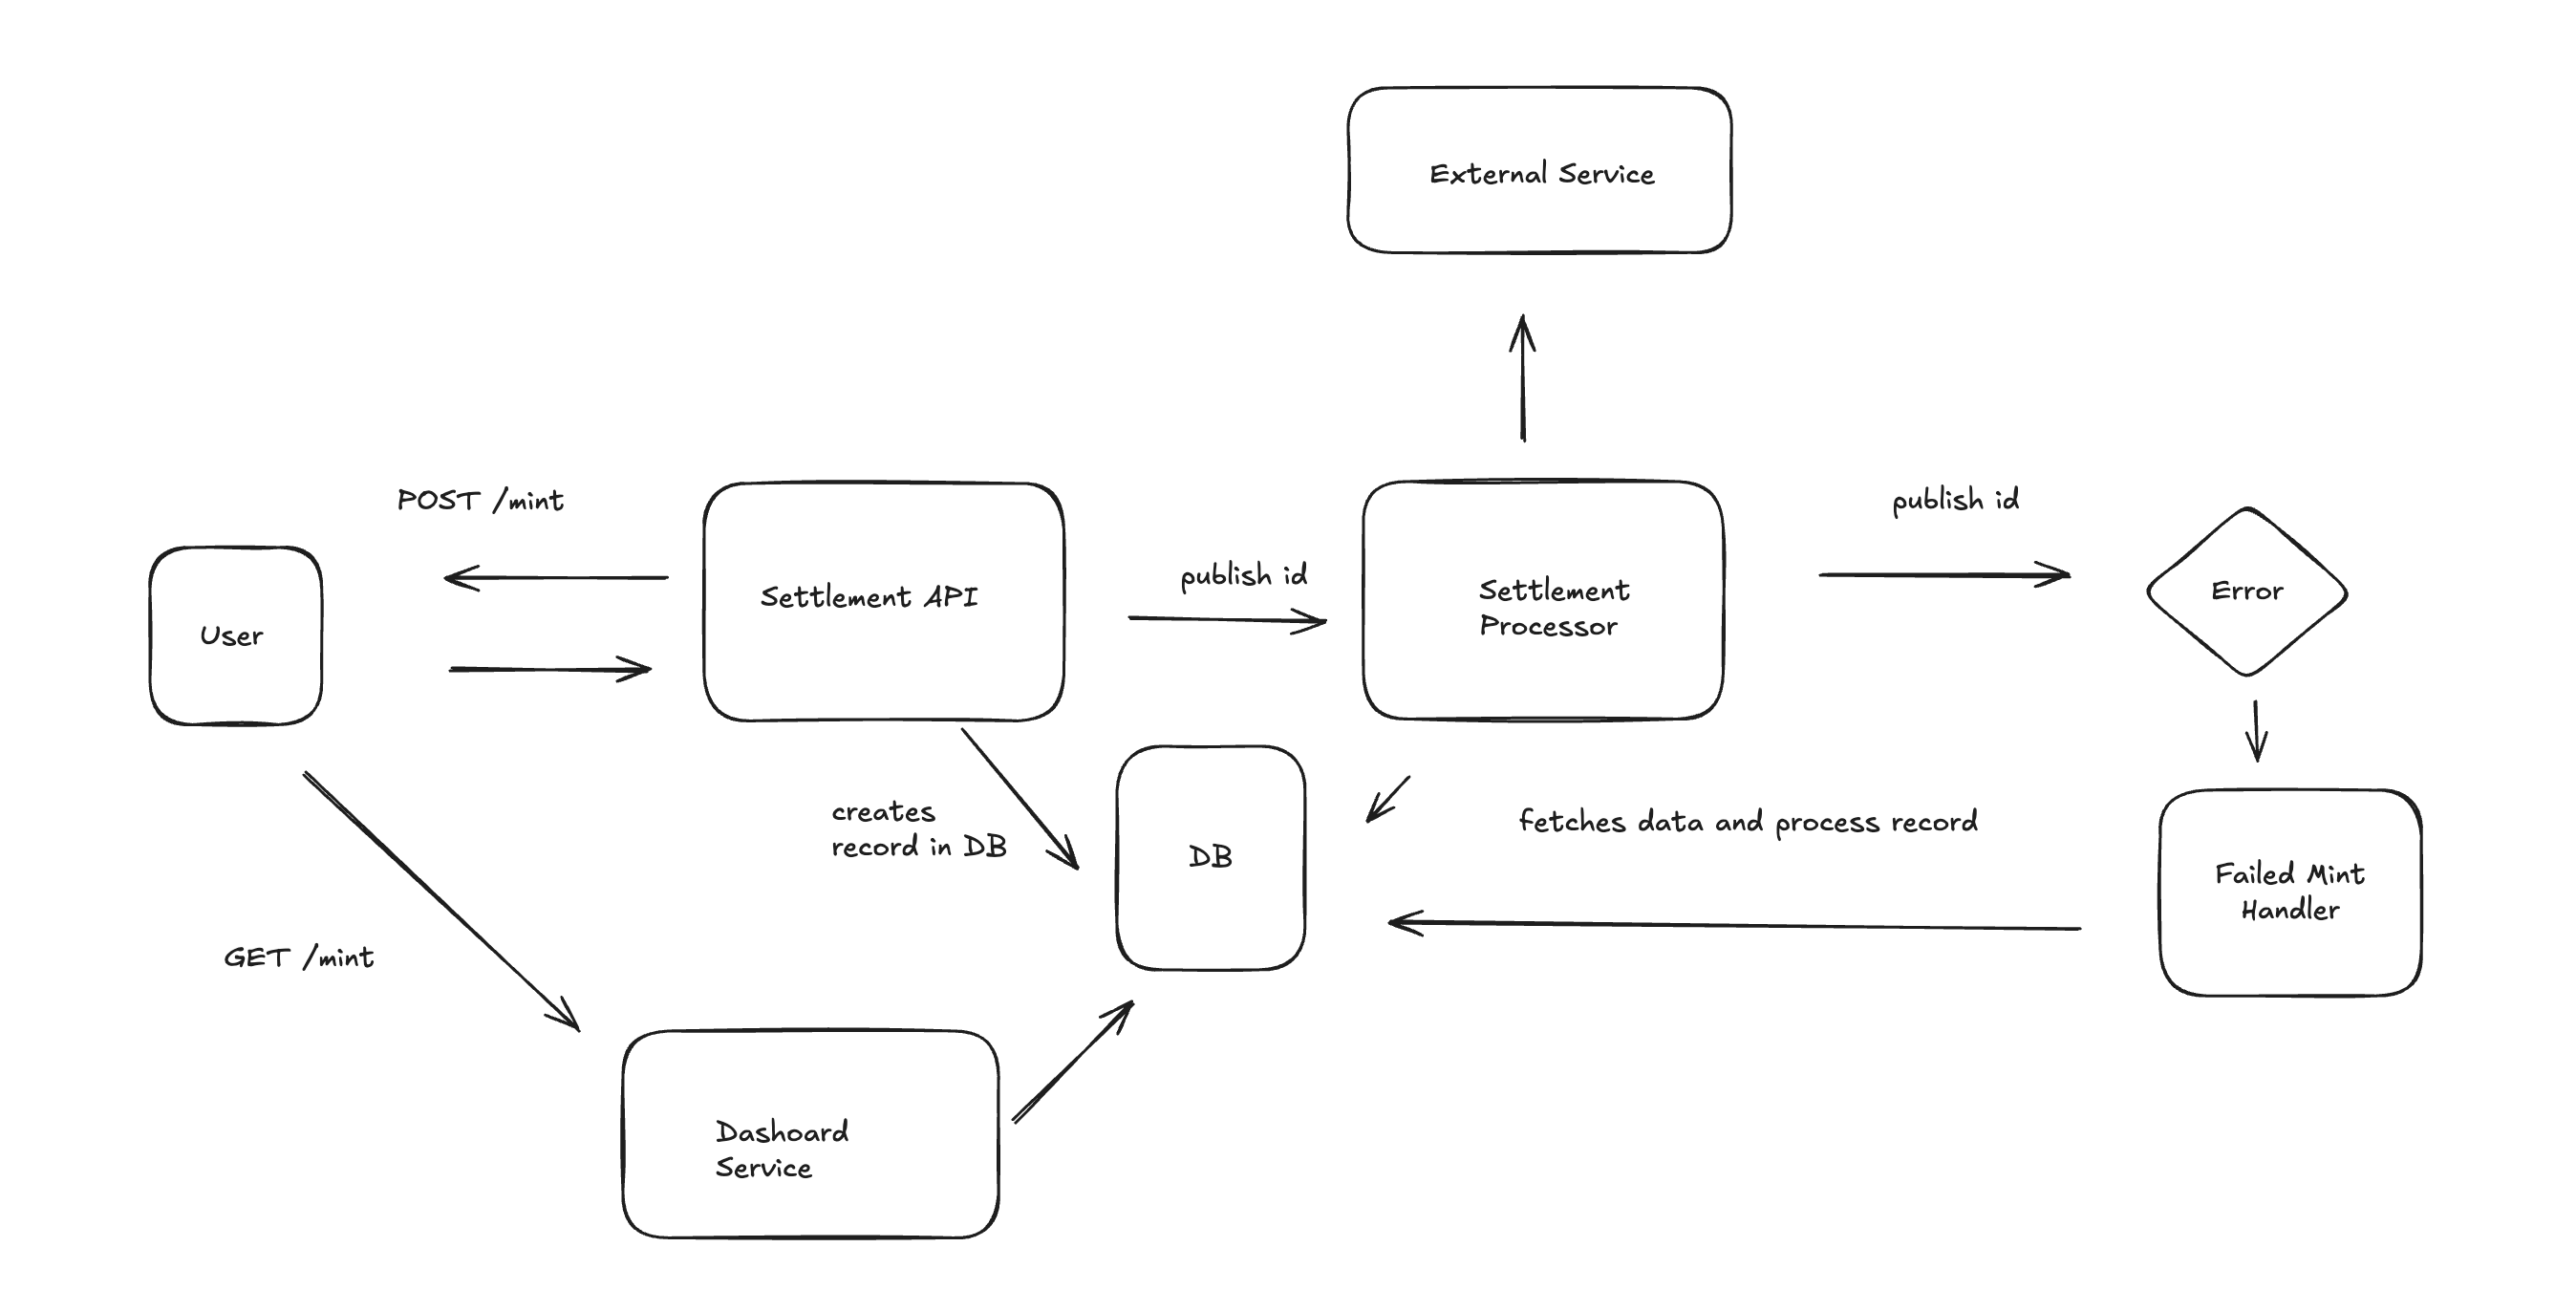 External Service
POST /mint
publish id
User
Settlement API
publish id
Settlement
Processor
Error
creates
record in DB
DB
fetches data and process record
Failed Mint
Handler
GET /mint
Dashoard
Service